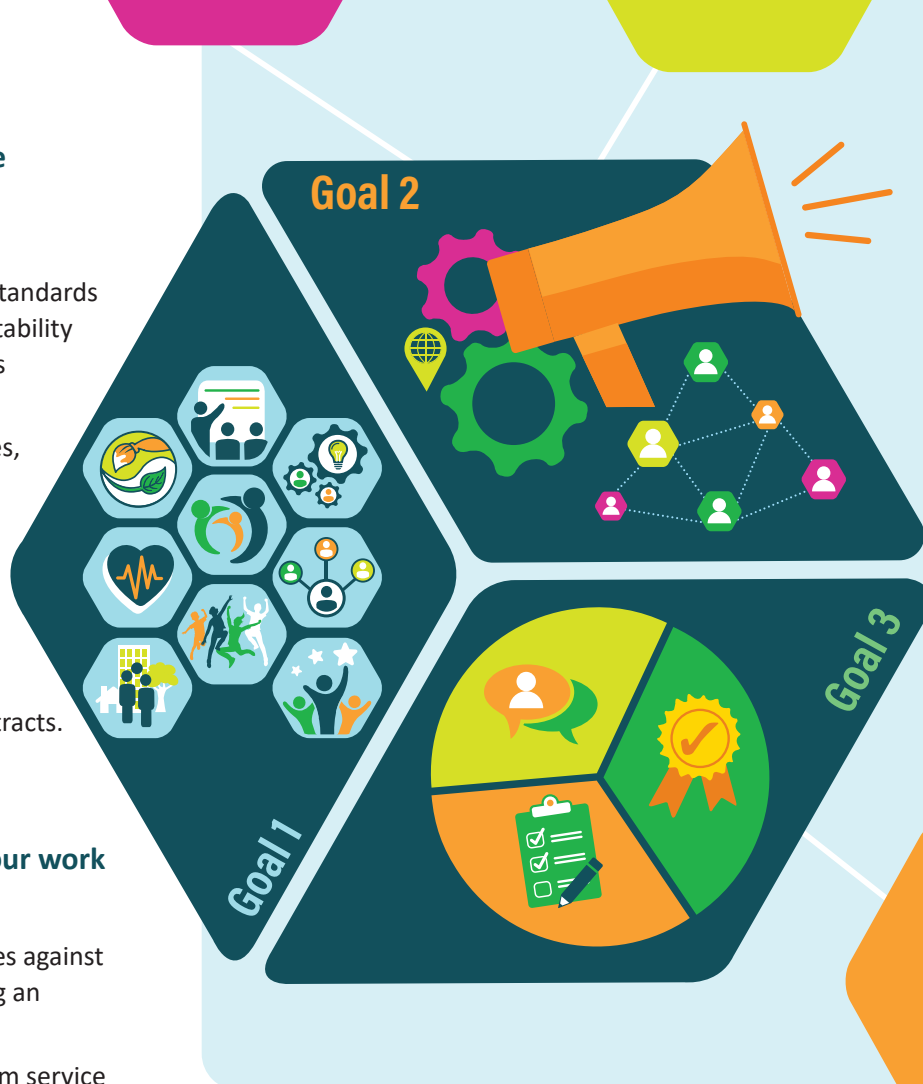 e
tandards
tability
s
es,
tracts.
our work
es against
g an
m service
Goal 2
Goal 1
Goal 3